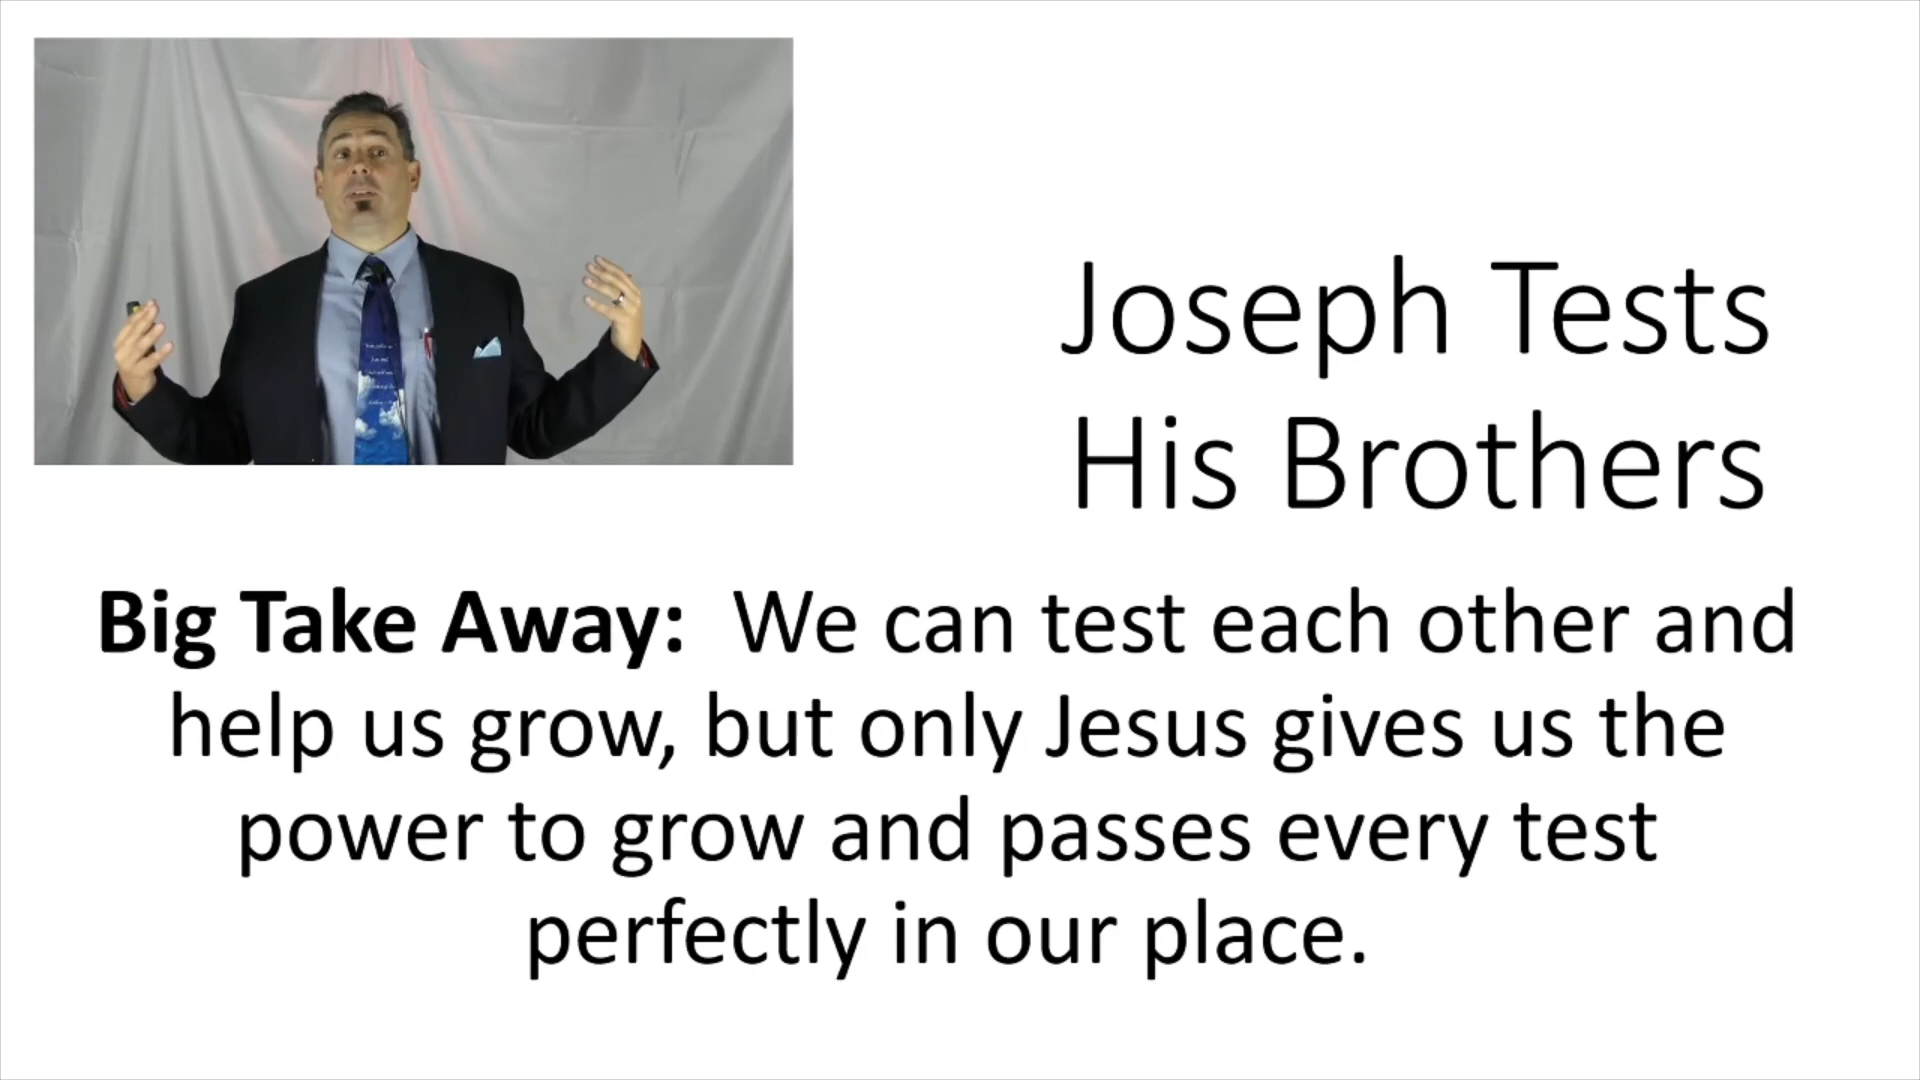 Joseph Tests
His Brothers
Big Take Away:  We can test each other and
help us grow, but only Jesus gives us the
power to grow and passes every test
perfectly in our place.